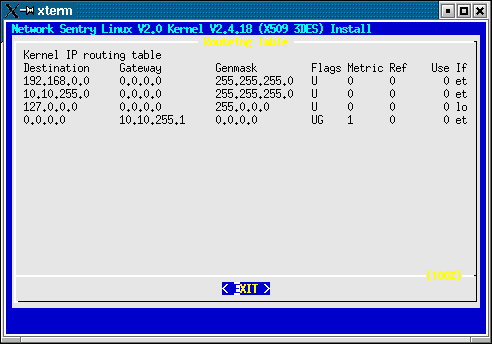 xterm
Network Sentry Linux V2.0 Kernel V2.4.18 (X509 3DES) Install
Routeing Table
Kernel IP routing table
Destination Gateway Genmask Flags Metric Ref Use If
192.168.0.0 0.0.0.0 255.255.255.0 U 0 0 0 et
10.10.255.0 0.0.0.0 255.255.255.0 U 0 0 0 et
127.0.0.0 0.0.0.0 255.0.0.0 U 0 0 0 lo
0.0.0.0 10.10.255.1 0.0.0.0 UG 1 0 0 et
(100%)
< EXIT >